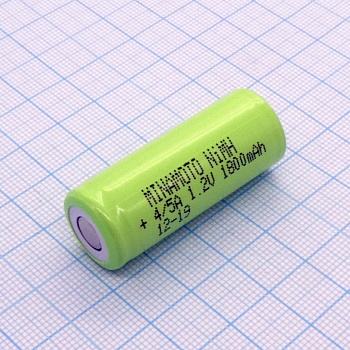 MINAMOTO NiMH
+ 4/5A 1.2V 1800mAh
12-19